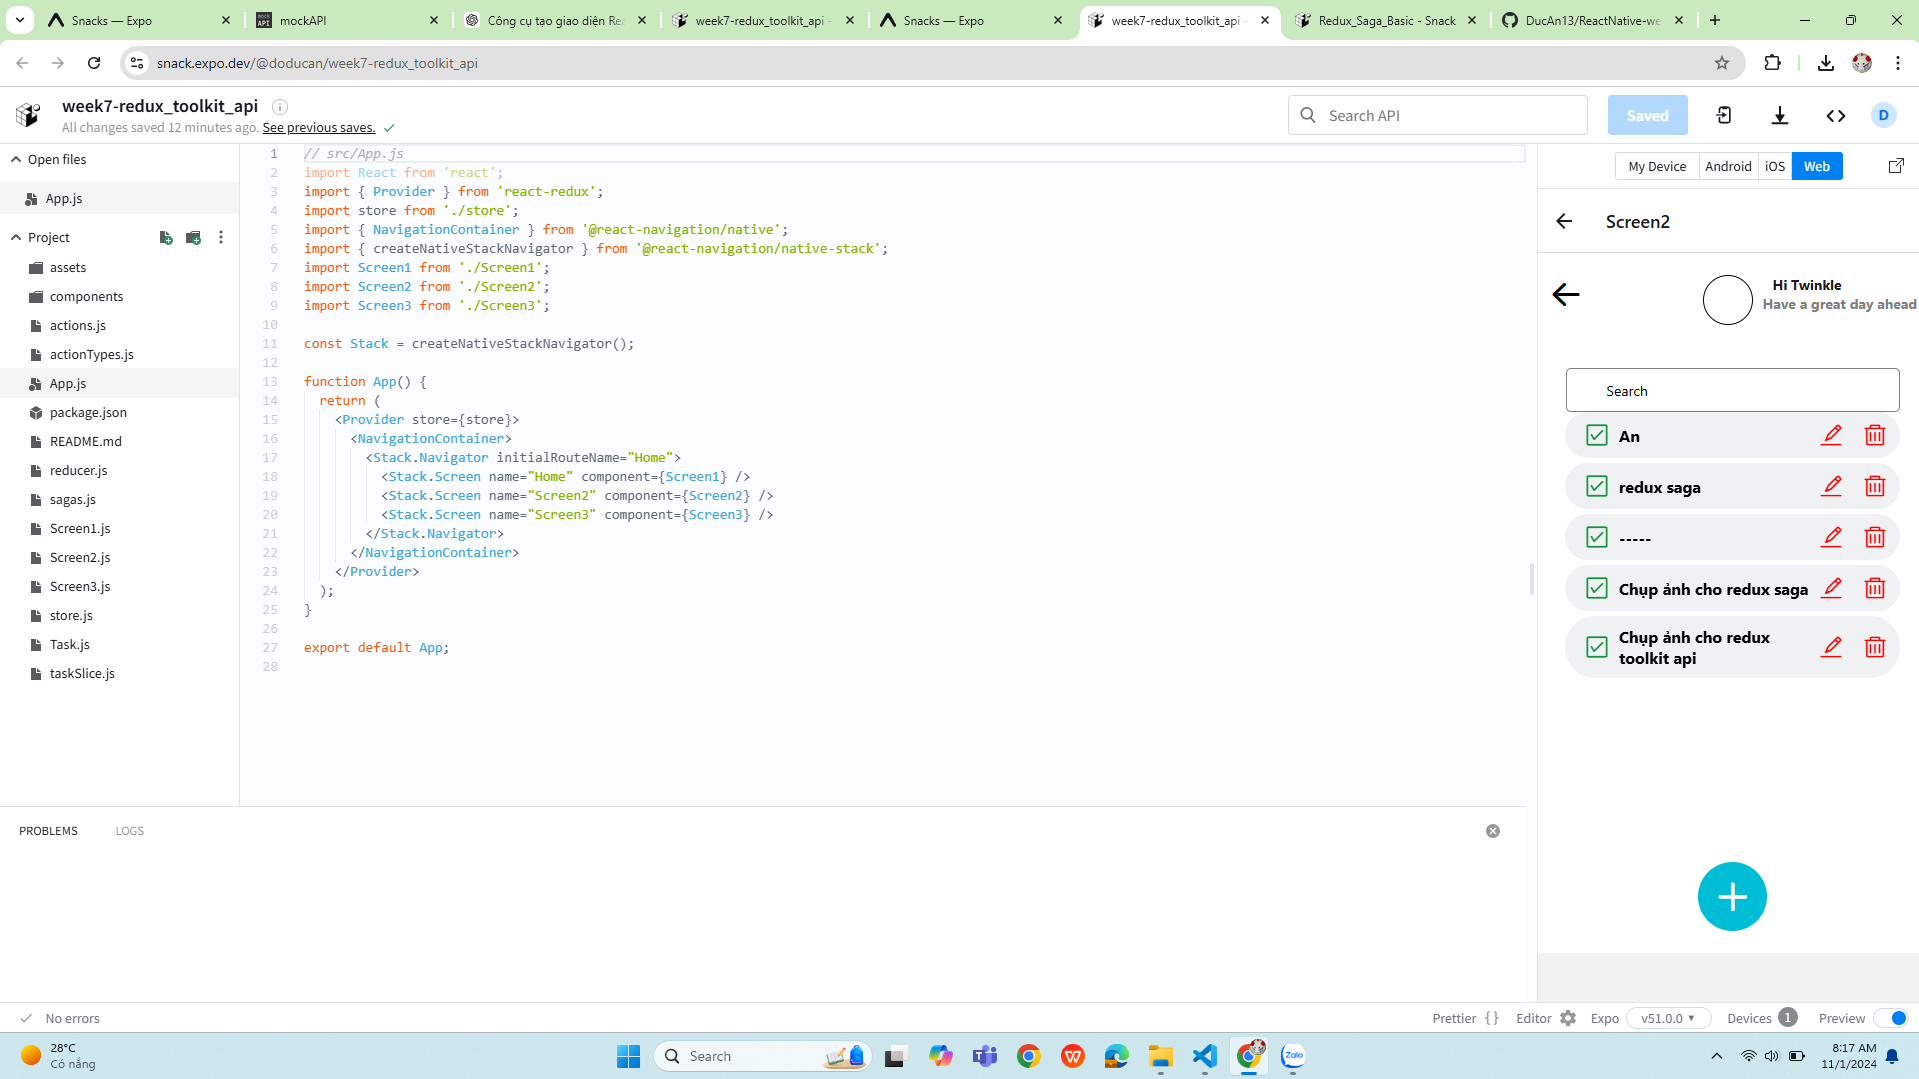 Snacks — Expo
mockAPI
Công cụ tạo giao diện Rea
week7-redux_toolkit_api -
Snacks — Expo
week7-redux_toolkit_api -
Redux_Saga_Basic - Snack
DucAn13/ReactNative-we
snack.expo.dev/@doducan/week7-redux_toolkit_api
week7-redux_toolkit_api
All changes saved 12 minutes ago. See previous saves.
Search API
Saved
D
Open files
App.js
Project
assets
components
actions.js
actionTypes.js
App.js
package.json
README.md
reducer.js
sagas.js
Screen1.js
Screen2.js
Screen3.js
store.js
Task.js
taskSlice.js
1 // src/App.js
2 import React from 'react';
3 import { Provider } from 'react-redux';
4 import store from './store';
5 import { NavigationContainer } from '@react-navigation/native';
6 import { createNativeStackNavigator } from '@react-navigation/native-stack';
7 import Screen1 from './Screen1';
8 import Screen2 from './Screen2';
9 import Screen3 from './Screen3';
10
11 const Stack = createNativeStackNavigator();
12
13 function App() {
14 return (
15 <Provider store={store}>
16 <NavigationContainer>
17 <Stack.Navigator initialRouteName="Home">
18 <Stack.Screen name="Home" component={Screen1} />
19 <Stack.Screen name="Screen2" component={Screen2} />
20 <Stack.Screen name="Screen3" component={Screen3} />
21 </Stack.Navigator>
22 </NavigationContainer>
23 </Provider>
24 );
25 }
26
27 export default App;
28
My Device Android iOS Web
Screen2
Hi Twinkle
Have a great day ahead
Search
An
redux saga
-----
Chụp ảnh cho redux saga
Chụp ảnh cho redux
toolkit api
PROBLEMS LOGS
No errors
Prettier {} Editor Expo v51.0.0 Devices 1 Preview
28°C
Có nắng
Search
Zalo
8:17 AM
11/1/2024